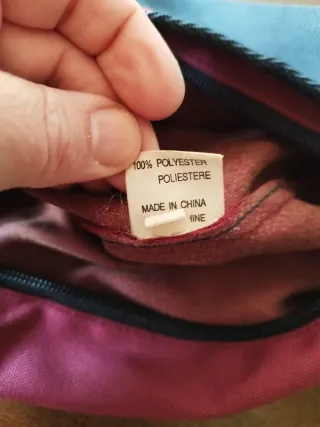 100% POLYESTER
POLIESTERE
MADE IN CHINA